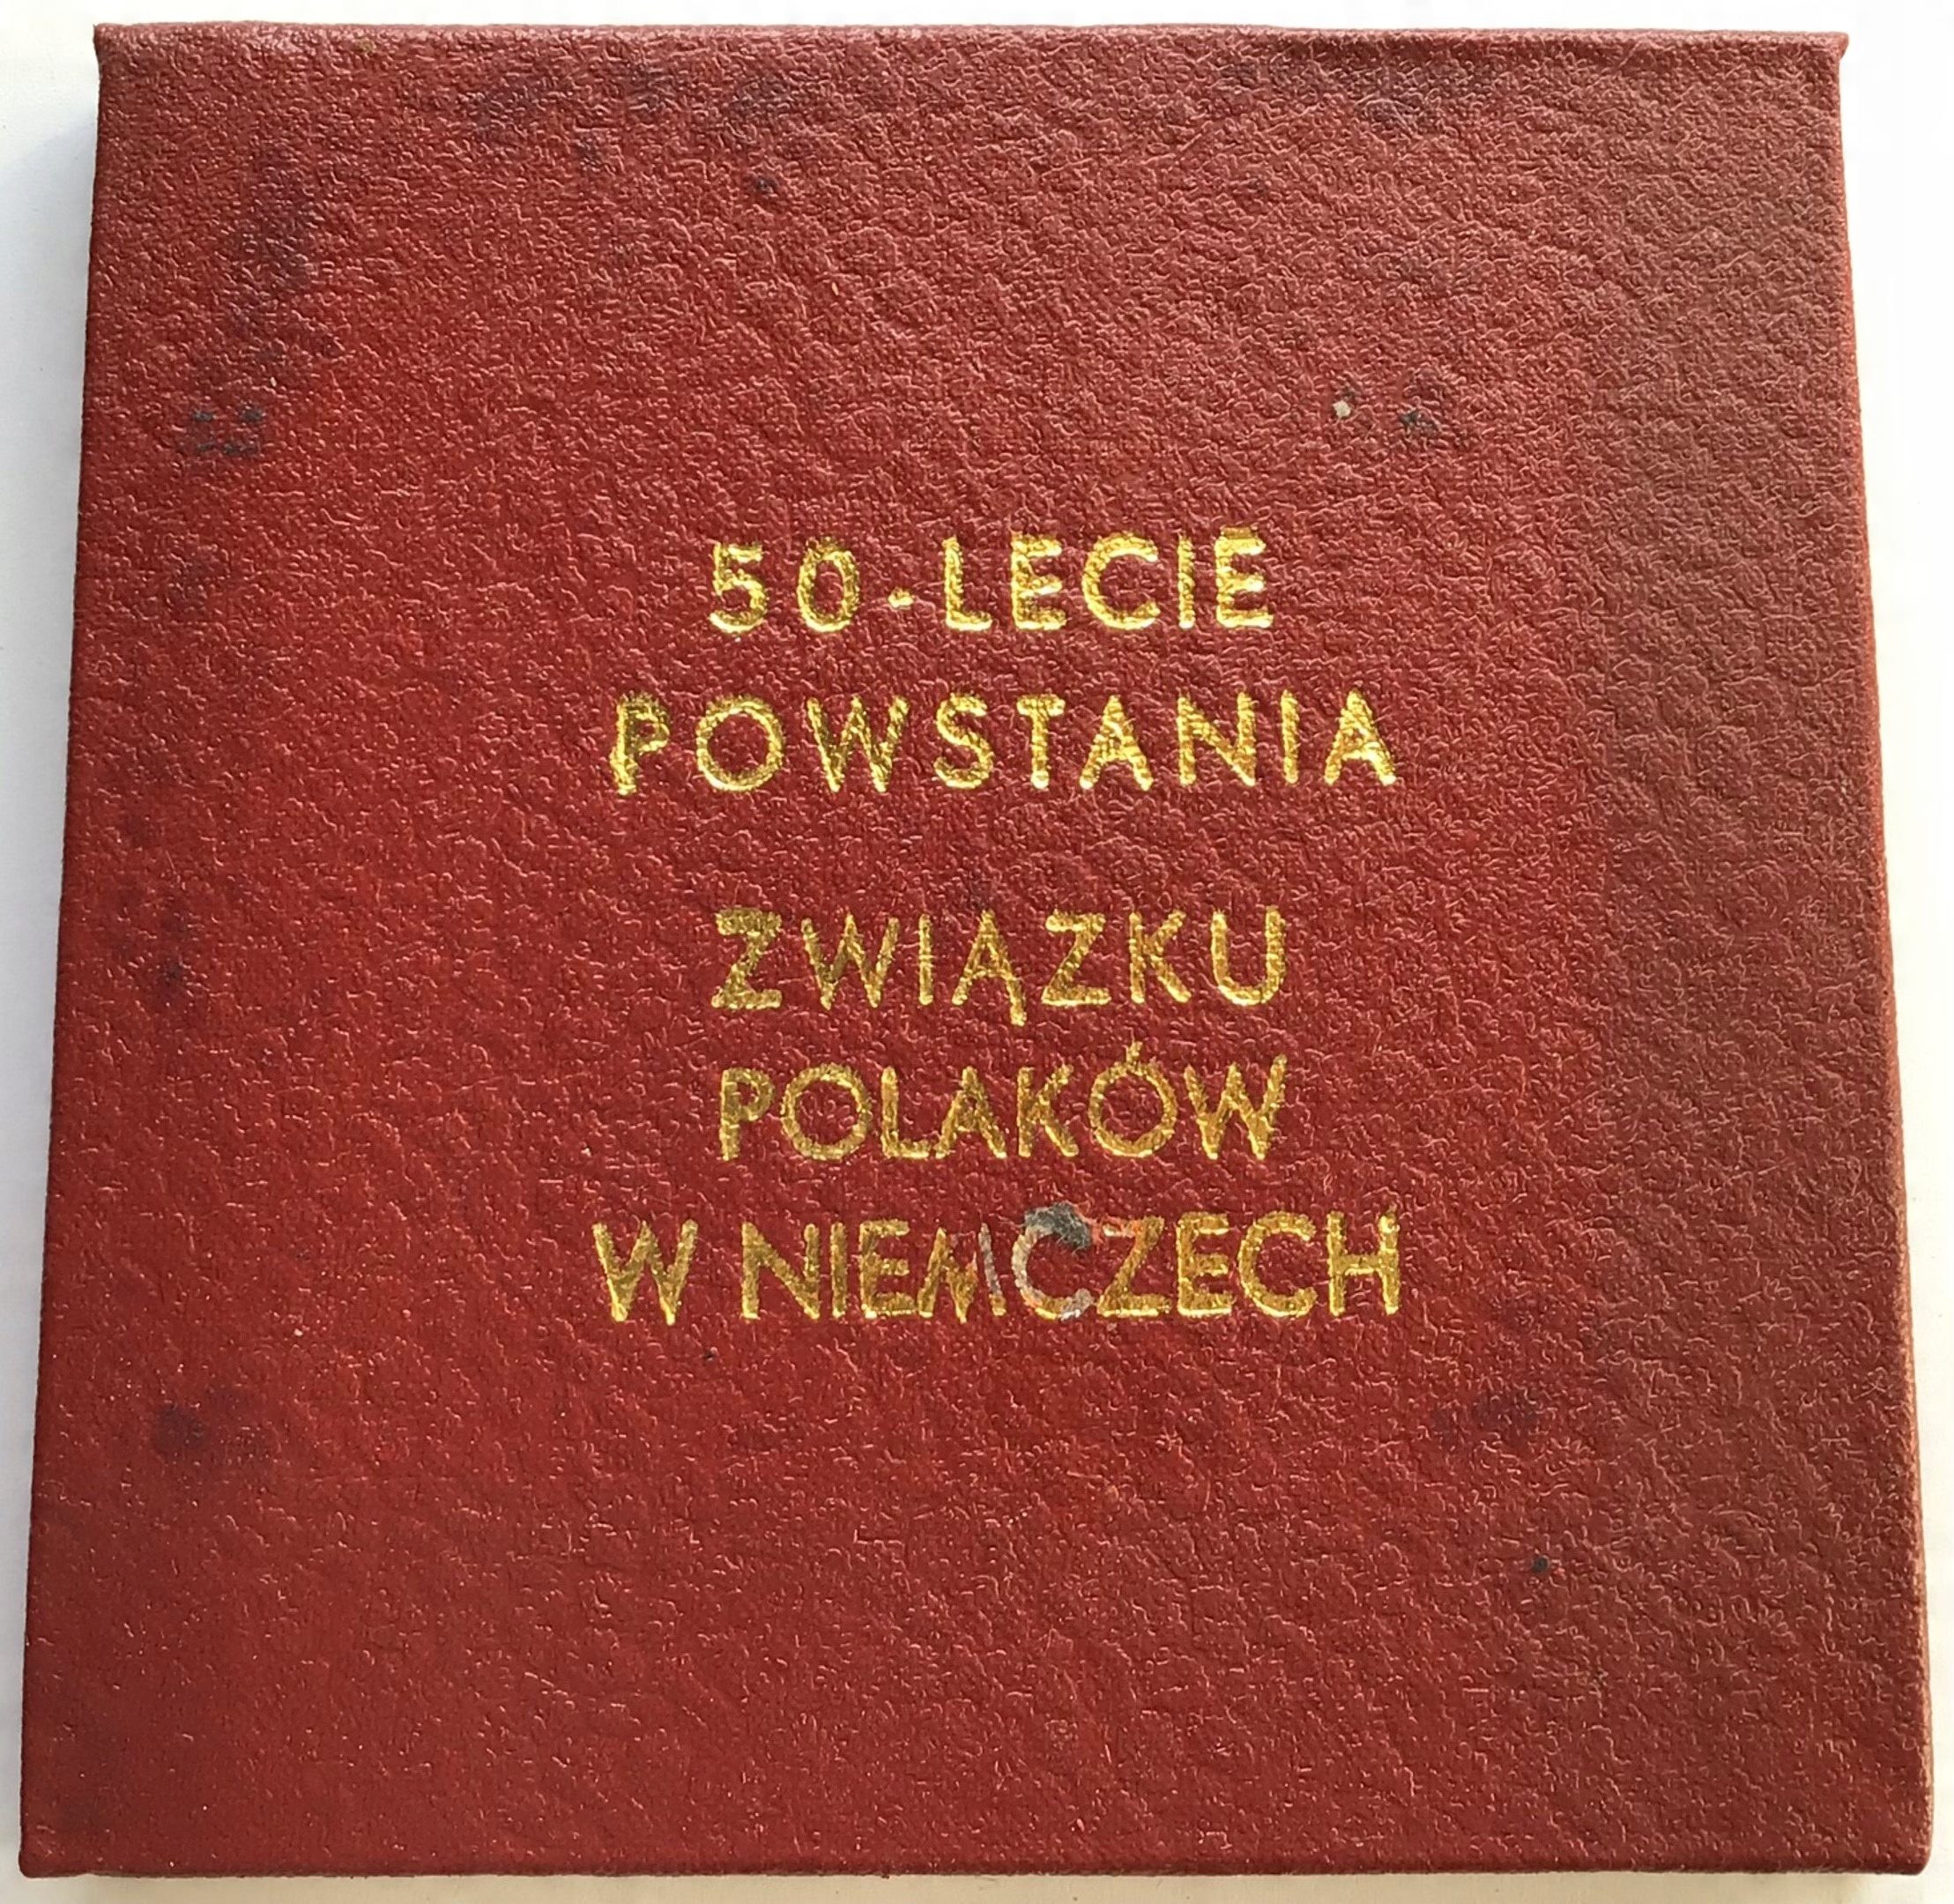 50-LECIE
POWSTANIA
ZWIĄZKU
POLAKÓW
W NIEMCZECH